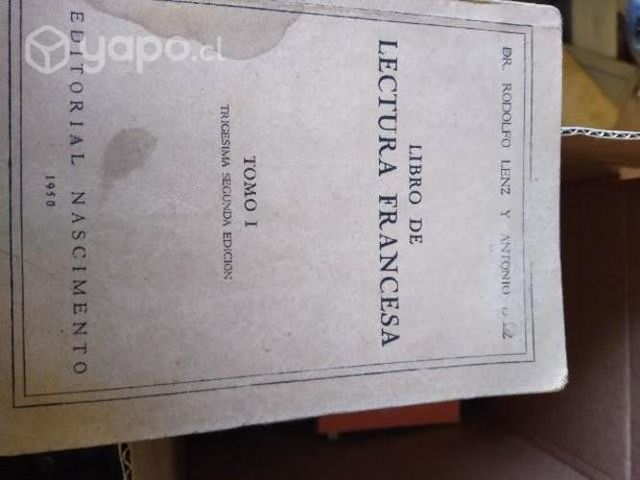 DR. RODOLFO LENZ Y ANTONIO
LIBRO DE
LECTURA FRANCESA
TOMO I
TRIGESIMA SEGUNDA EDICION
EDITORIAL NASCIMENTO
1950
yapo.cl